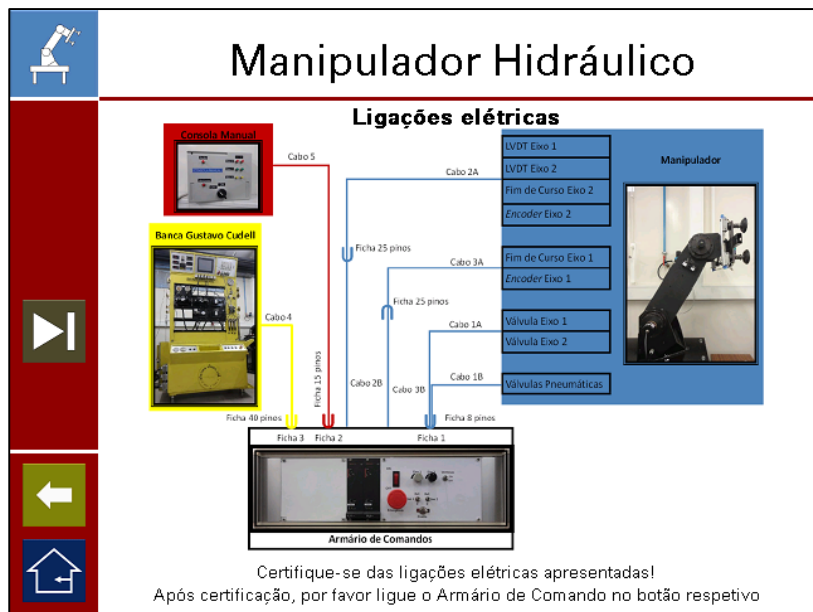 Manipulador Hidráulico
Ligações elétricas
Consola Manual
Cabo 5
Cabo 2A
LVDT Eixo 1
LVDT Eixo 2
Fim de Curso Eixo 2
Encoder Eixo 2
Manipulador
Banca Gustavo Cudell
Ficha 25 pinos
Cabo 3A
Fim de Curso Eixo 1
Encoder Eixo 1
Ficha 25 pinos
Cabo 4
Cabo 1A
Válvula Eixo 1
Válvula Eixo 2
Ficha 15 pinos
Cabo 2B
Cabo 3B
Cabo 1B
Válvulas Pneumáticas
Ficha 40 pinos
Ficha 8 pinos
Ficha 3
Ficha 2
Ficha 1
Armário de Comandos
Certifique-se das ligações elétricas apresentadas!
Após certificação, por favor ligue o Armário de Comando no botão respetivo